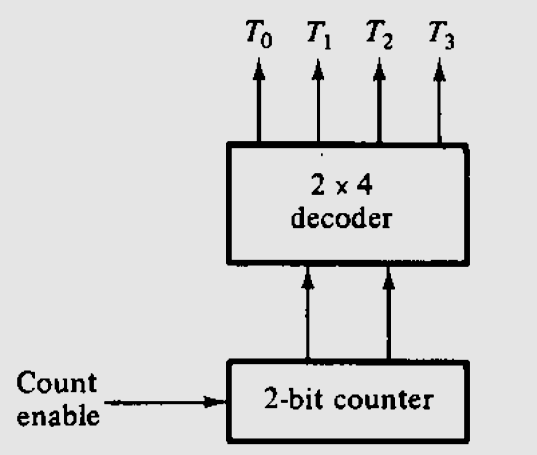 T₀ T₁ T₂ T₃
2 × 4
decoder
Count
enable
2-bit counter